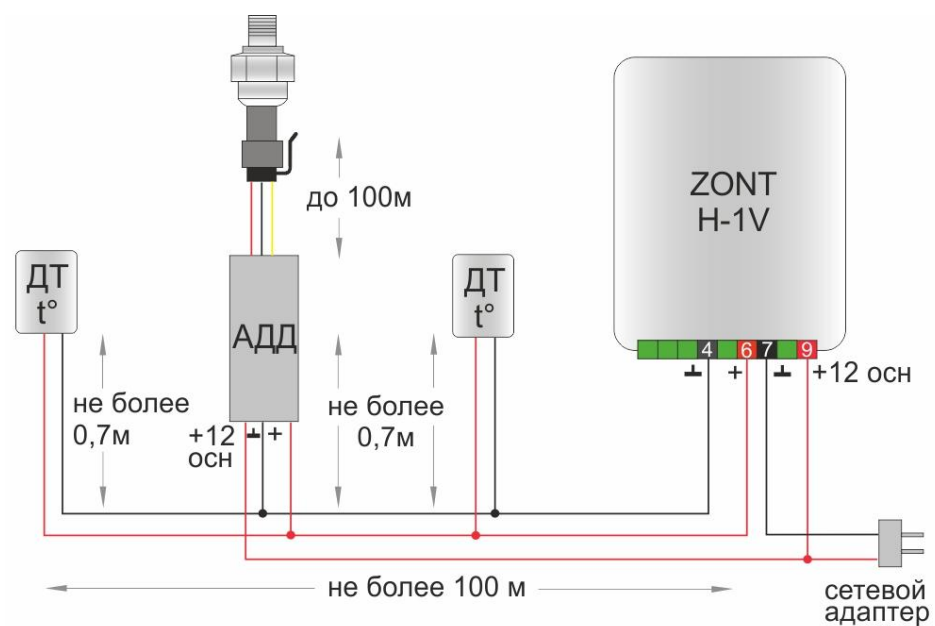 до 100м
ZONT
H-1V
ДТ
t°
АДД
ДТ
t°
4 6 7 9
+ +12 осн
не более
0,7м
+12 +
осн
не более
0,7м
не более 100 м
сетевой
адаптер